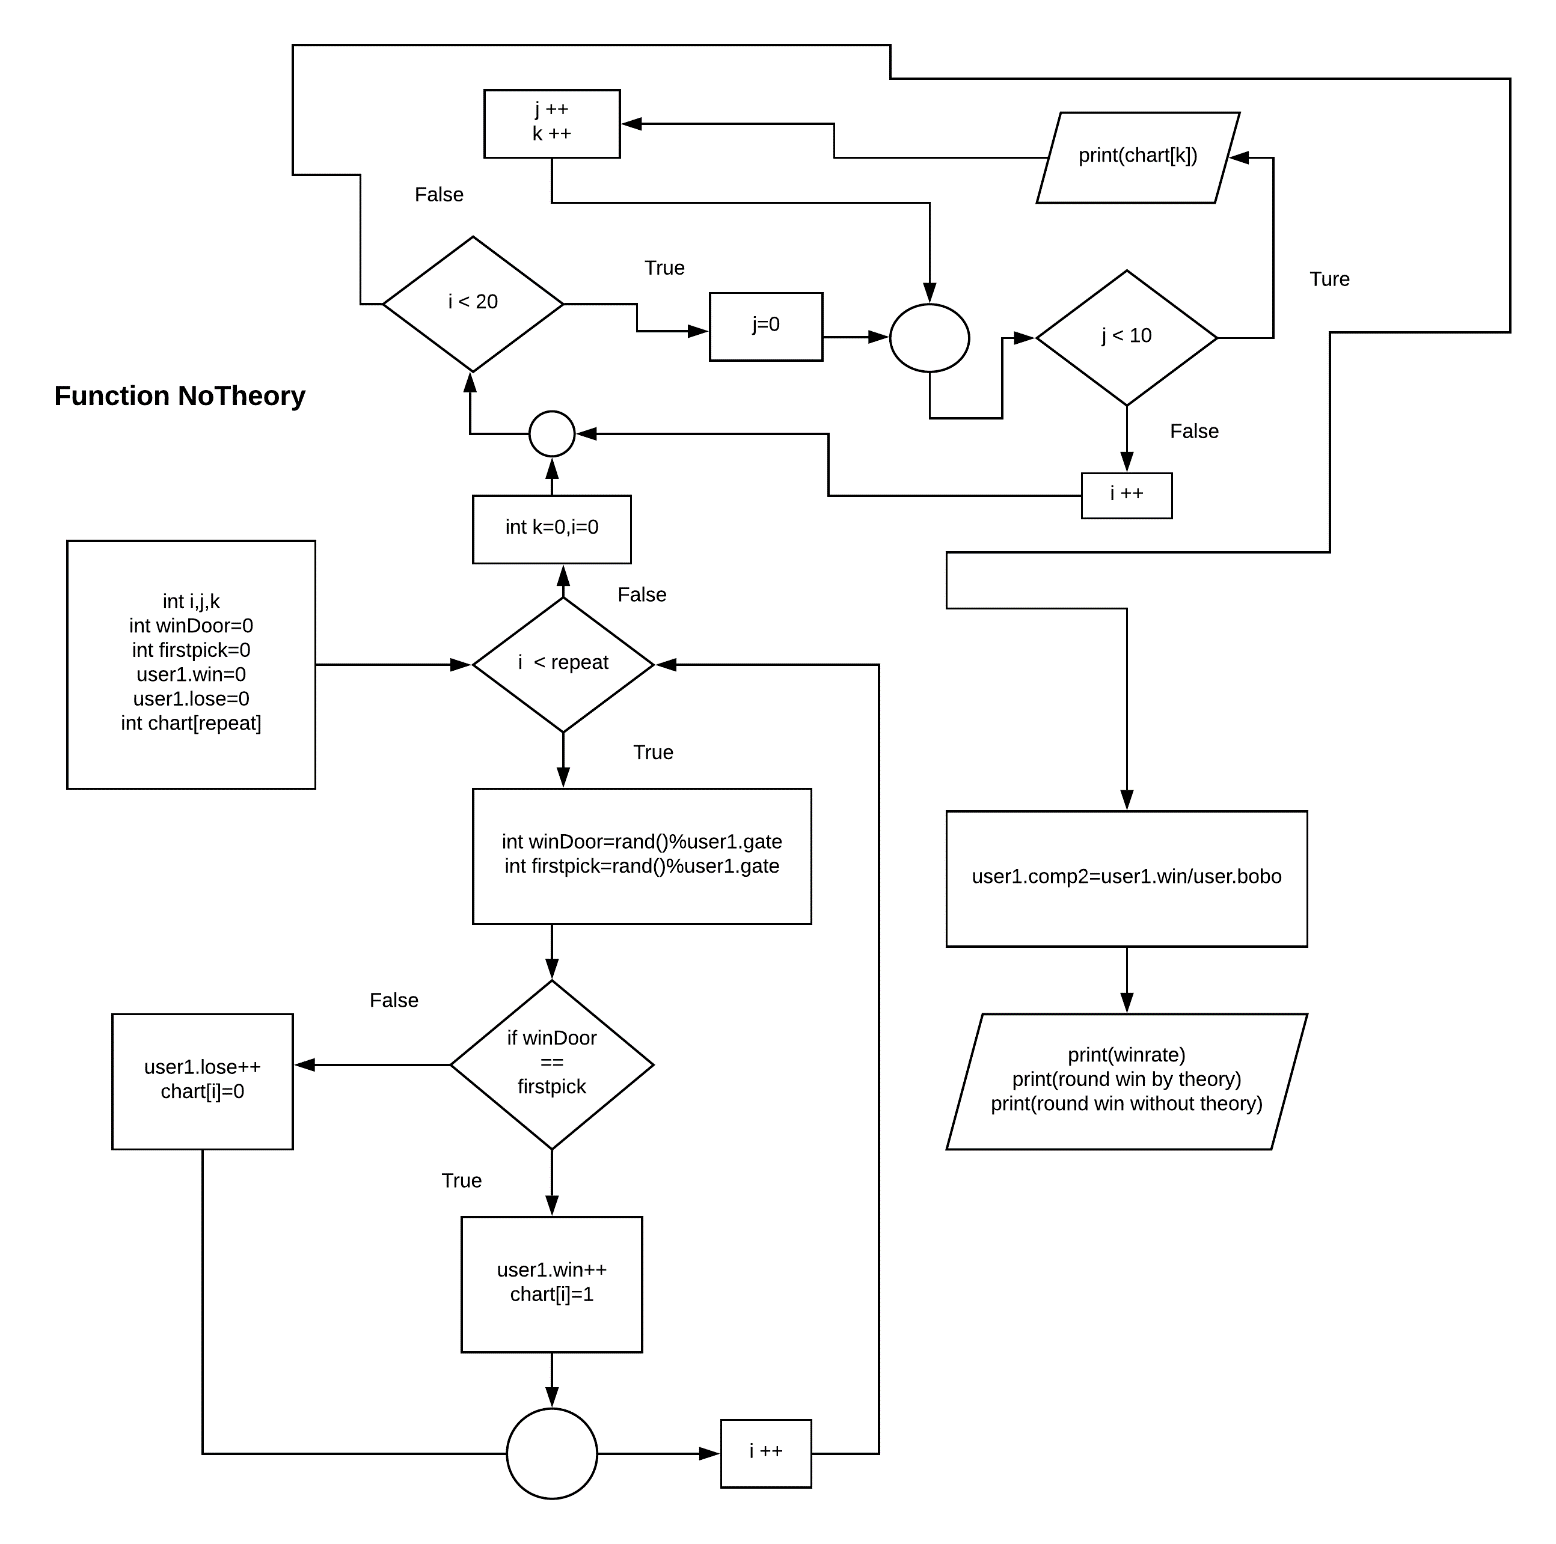 j ++
k ++
print(chart[k])
False
i < 20
True
j=0
j < 10
Ture
Function NoTheory
False
i ++
int k=0,i=0
False
int i,j,k
int winDoor=0
int firstpick=0
user1.win=0
user1.lose=0
int chart[repeat]
i  < repeat
True
int winDoor=rand()%user1.gate
int firstpick=rand()%user1.gate
user1.comp2=user1.win/user.bobo
False
if winDoor
==
firstpick
user1.lose++
chart[i]=0
print(winrate)
print(round win by theory)
print(round win without theory)
True
user1.win++
chart[i]=1
i ++